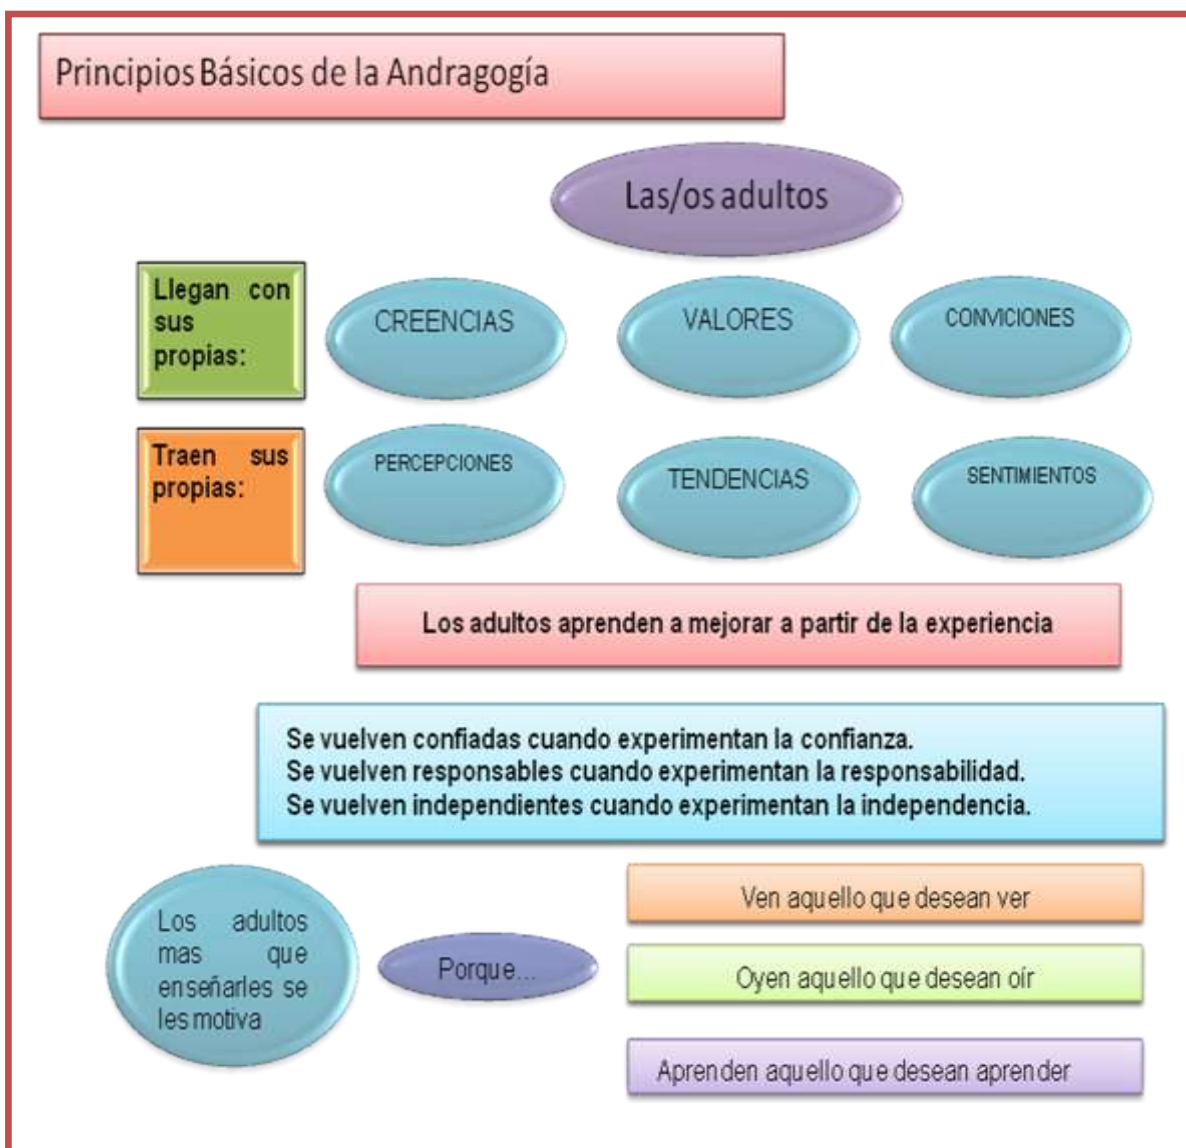 Principios Básicos de la Andragogía
Las/os adultos
Llegan con
sus
propias:
CREENCIAS
VALORES
CONVICIONES
Traen sus
propias:
PERCEPCIONES
TENDENCIAS
SENTIMIENTOS
Los adultos aprenden a mejorar a partir de la experiencia
Se vuelven confiadas cuando experimentan la confianza.
Se vuelven responsables cuando experimentan la responsabilidad.
Se vuelven independientes cuando experimentan la independencia.
Los adultos
mas que
enseñarles se
les motiva
Porque...
Ven aquello que desean ver
Oyen aquello que desean oír
Aprenden aquello que desean aprender